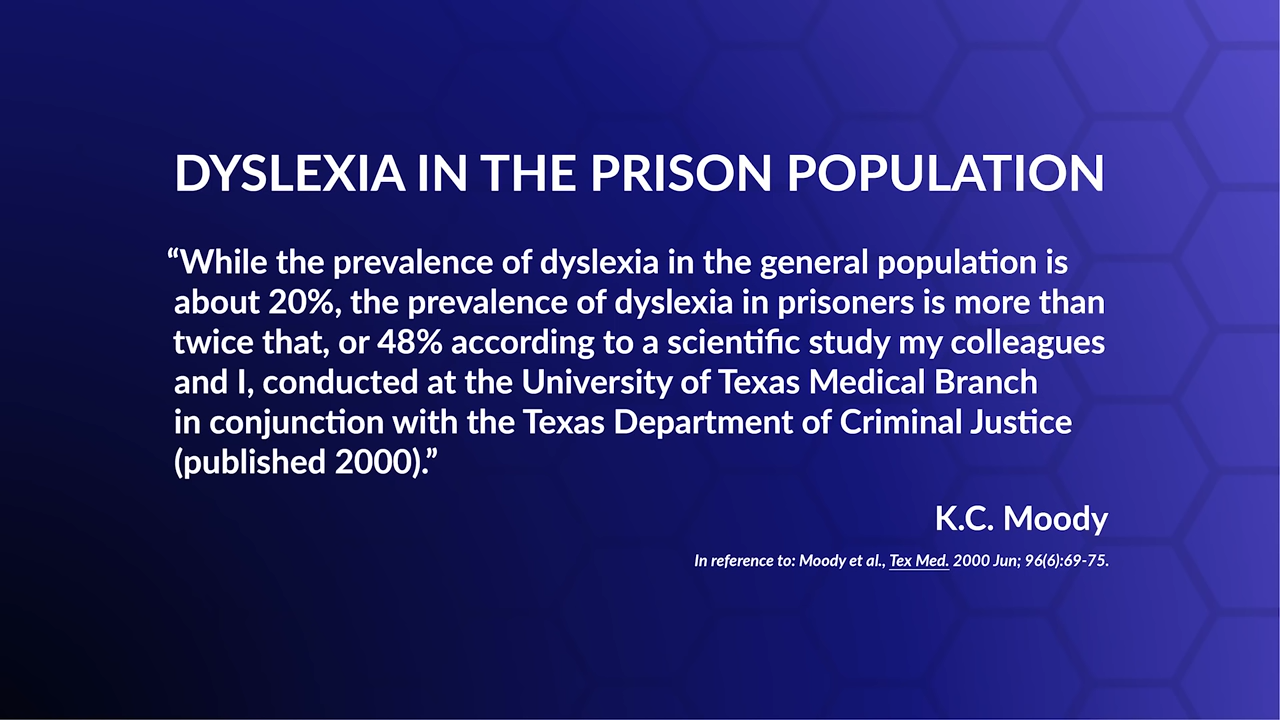 DYSLEXIA IN THE PRISON POPULATION
“While the prevalence of dyslexia in the general population is
about 20%, the prevalence of dyslexia in prisoners is more than
twice that, or 48% according to a scientific study my colleagues
and I, conducted at the University of Texas Medical Branch
in conjunction with the Texas Department of Criminal Justice
(published 2000).”
K.C. Moody
In reference to: Moody et al., Tex Med. 2000 Jun; 96(6):69-75.